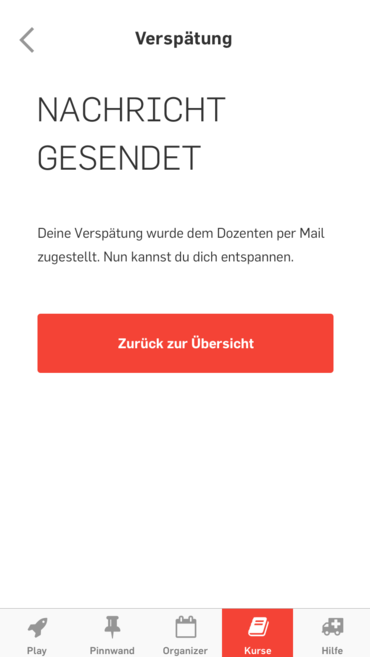 Verspätung
NACHRICHT
GESENDET
Deine Verspätung wurde dem Dozenten per Mail
zugestellt. Nun kannst du dich entspannen.
Zurück zur Übersicht
Play Pinnwand Organizer Kurse Hilfe